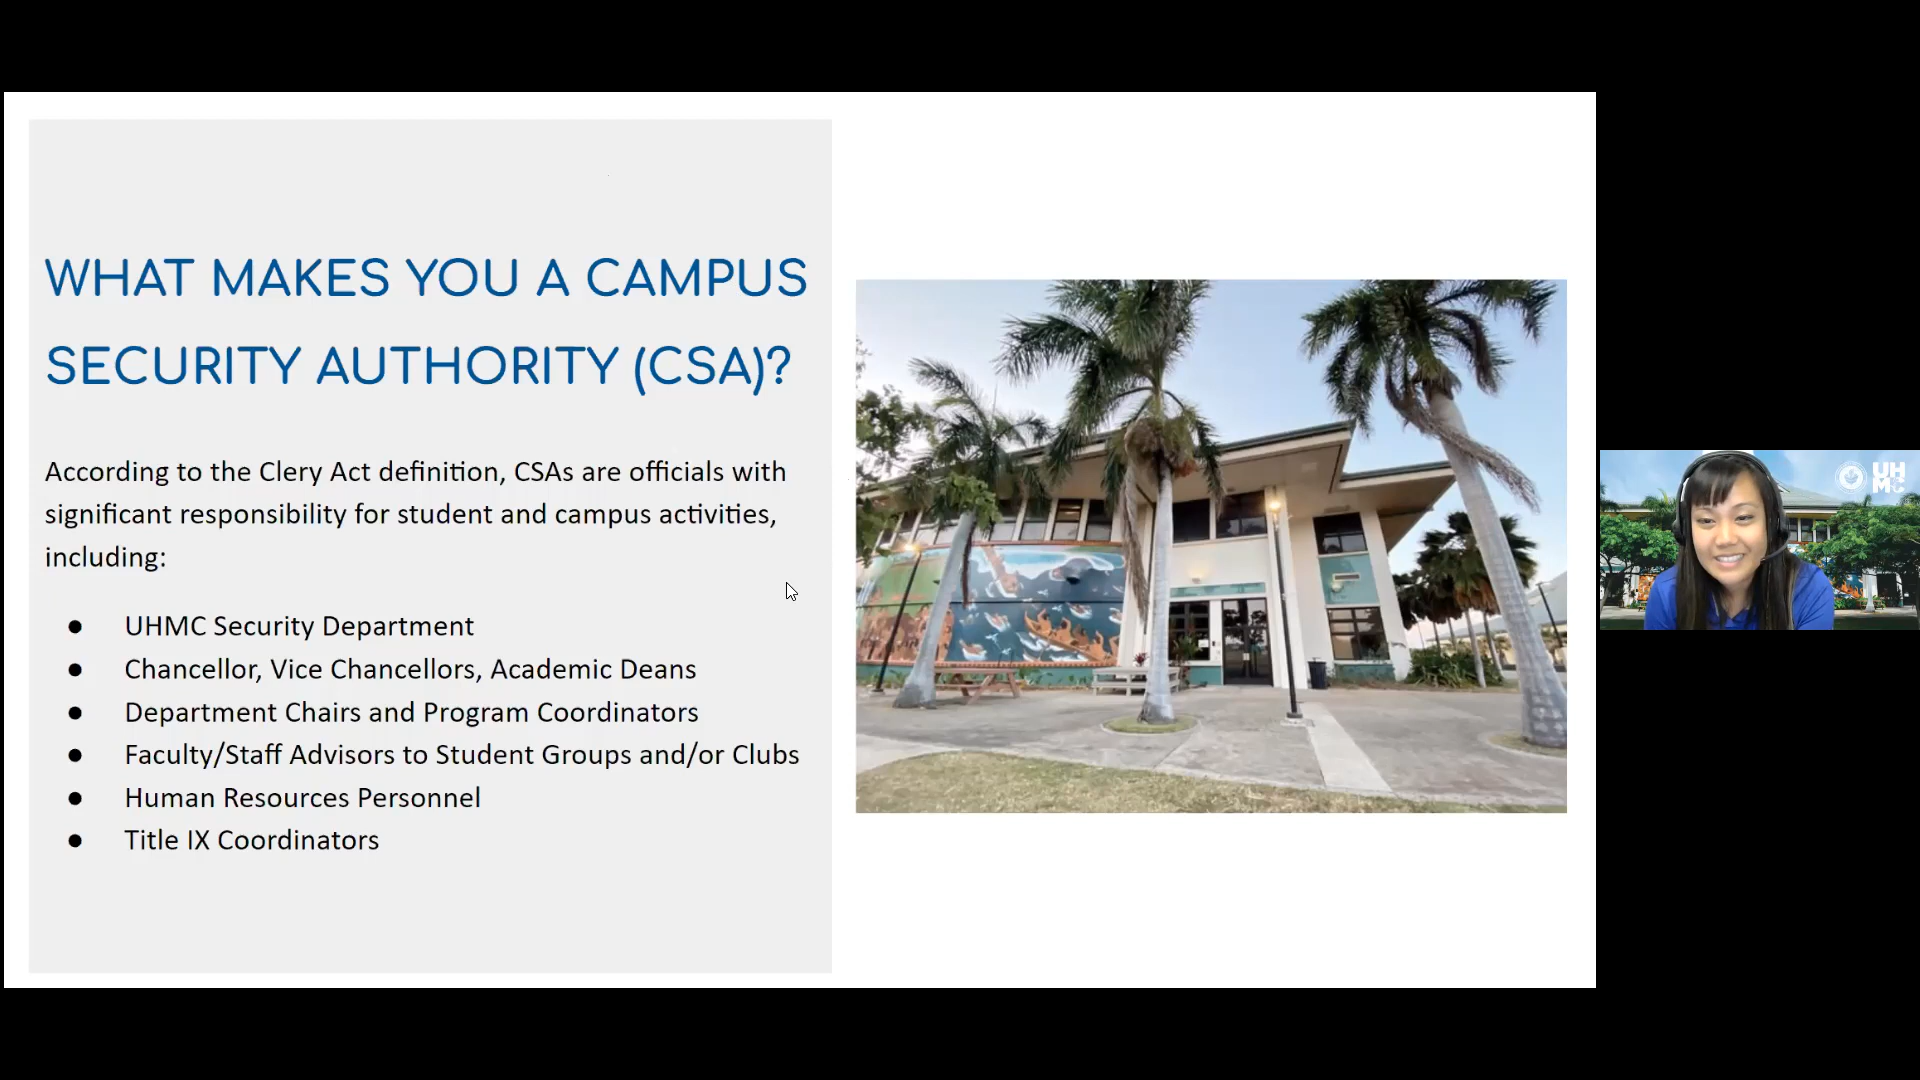 WHAT MAKES YOU A CAMPUS
SECURITY AUTHORITY (CSA)?
According to the Clery Act definition, CSAs are officials with
significant responsibility for student and campus activities,
including:
● UHMC Security Department
● Chancellor, Vice Chancellors, Academic Deans
● Department Chairs and Program Coordinators
● Faculty/Staff Advisors to Student Groups and/or Clubs
● Human Resources Personnel
● Title IX Coordinators
UH
MC